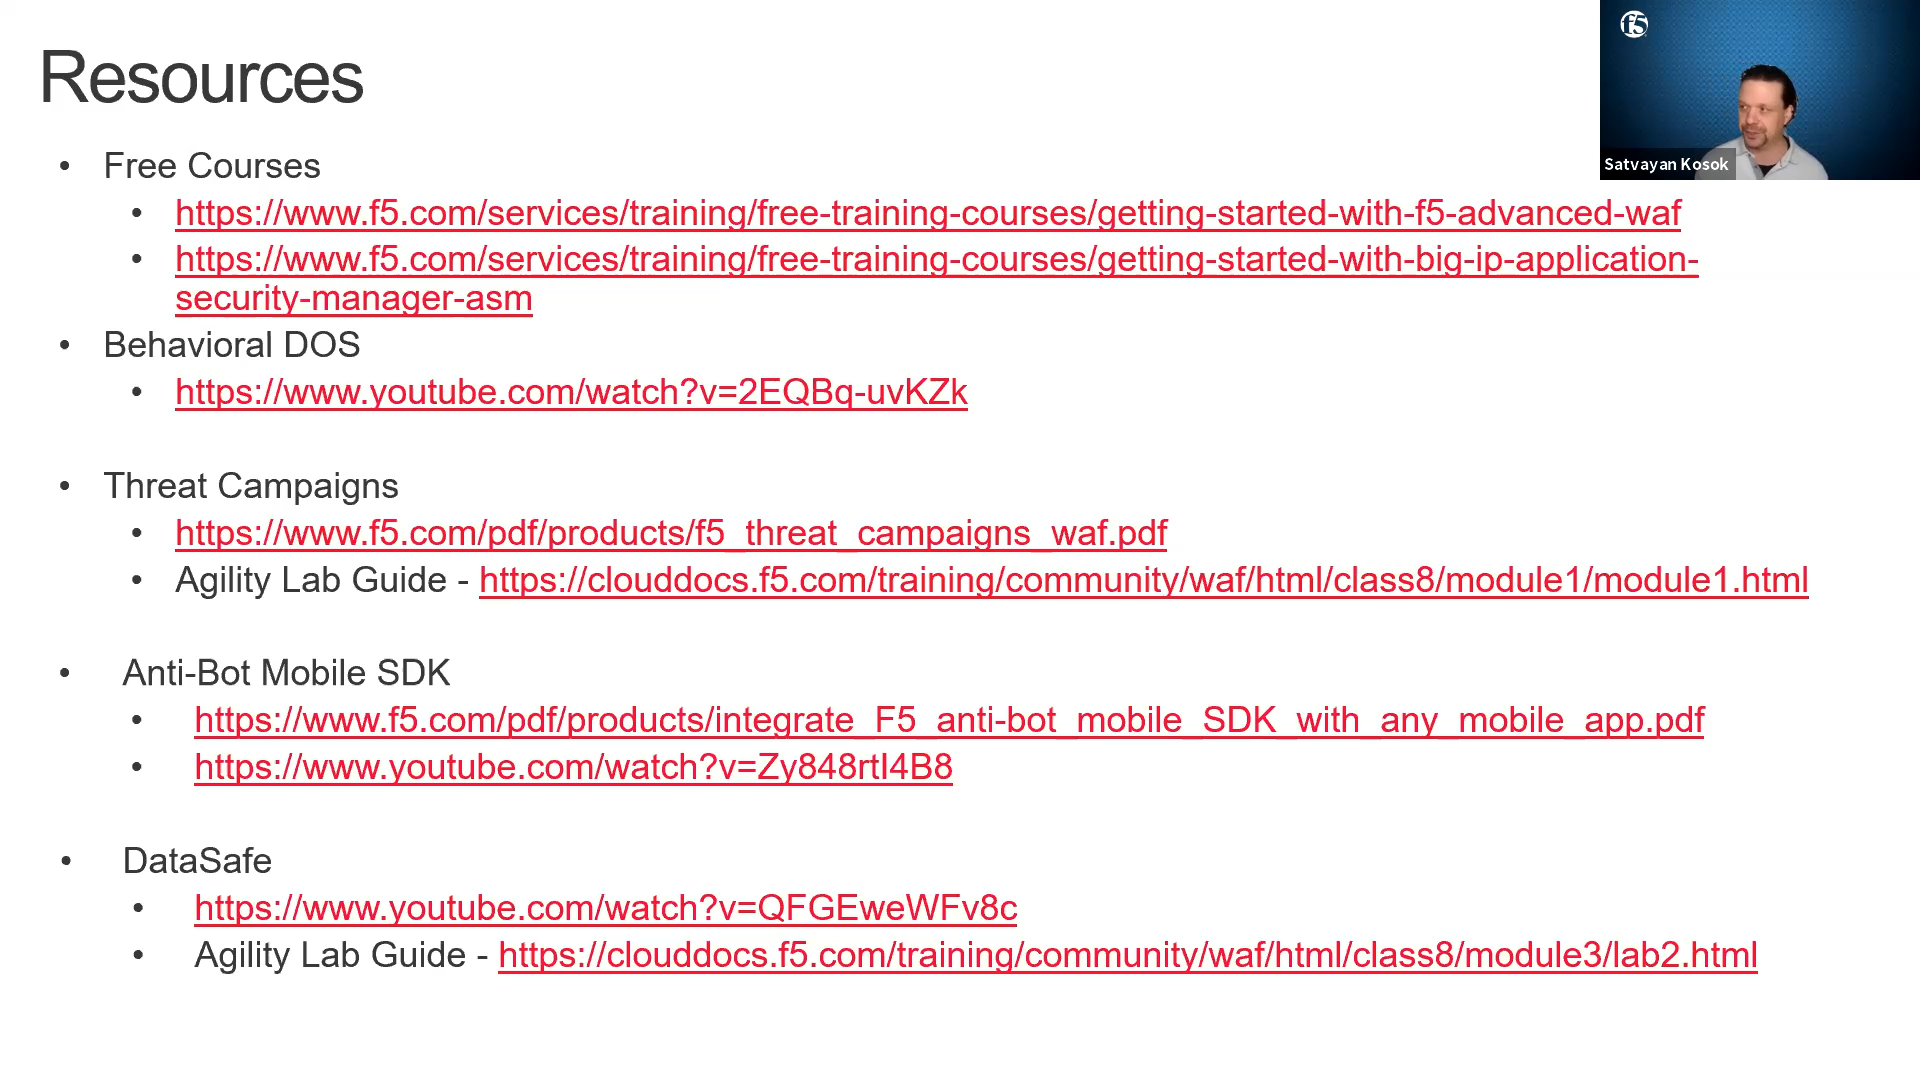 Resources
f5
Satvayan Kosok
• Free Courses
• https://www.f5.com/services/training/free-training-courses/getting-started-with-f5-advanced-waf
• https://www.f5.com/services/training/free-training-courses/getting-started-with-big-ip-application-
security-manager-asm
• Behavioral DOS
• https://www.youtube.com/watch?v=2EQBq-uvKZk
• Threat Campaigns
• https://www.f5.com/pdf/products/f5_threat_campaigns_waf.pdf
• Agility Lab Guide - https://clouddocs.f5.com/training/community/waf/html/class8/module1/module1.html
• Anti-Bot Mobile SDK
• https://www.f5.com/pdf/products/integrate_F5_anti-bot_mobile_SDK_with_any_mobile_app.pdf
• https://www.youtube.com/watch?v=Zy848rtI4B8
• DataSafe
• https://www.youtube.com/watch?v=QFGEweWFv8c
• Agility Lab Guide - https://clouddocs.f5.com/training/community/waf/html/class8/module3/lab2.html